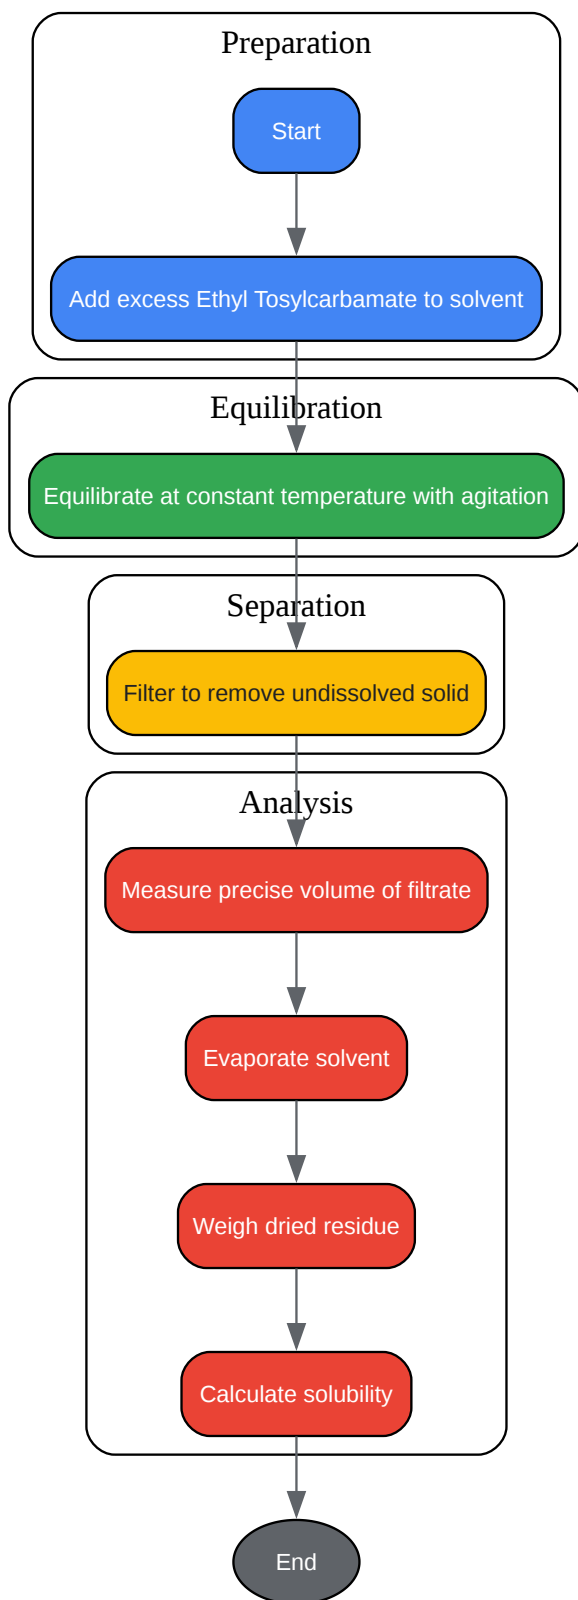 Preparation
Start
Add excess Ethyl Tosylcarbamate to solvent
Equilibration
Equilibrate at constant temperature with agitation
Separation
Filter to remove undissolved solid
Analysis
Measure precise volume of filtrate
Evaporate solvent
Weigh dried residue
Calculate solubility
End